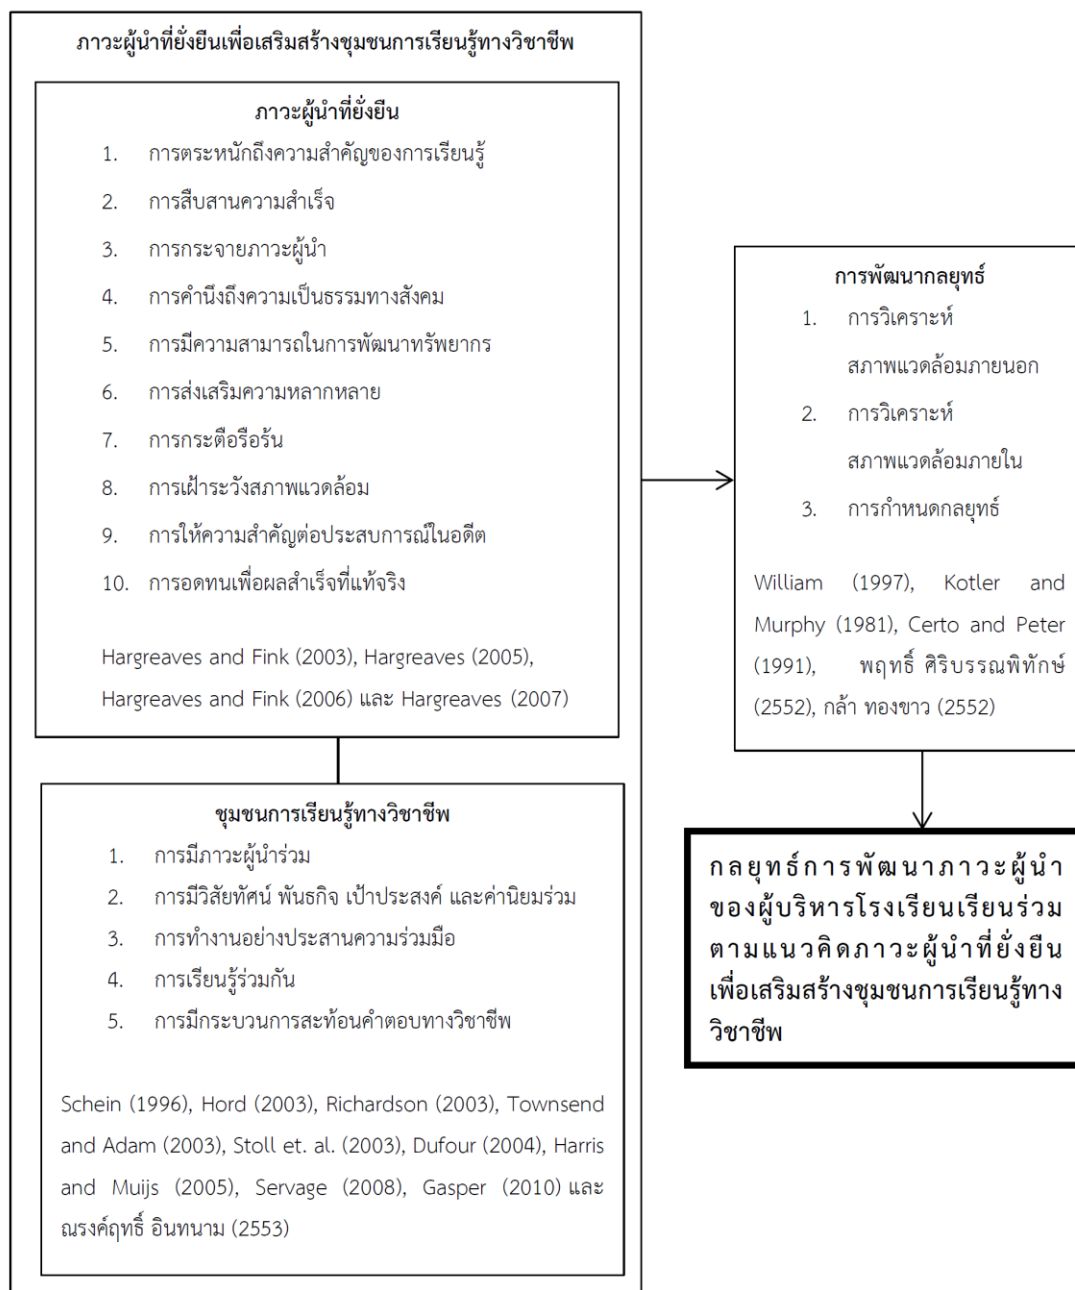 ภาวะผู้นำที่ยั่งยืนเพื่อเสริมสร้างชุมชนการเรียนรู้ทางวิชาชีพ
ภาวะผู้นำที่ยั่งยืน
1. การตระหนักถึงความสำคัญของการเรียนรู้
2. การสืบสานความสำเร็จ
3. การกระจายภาวะผู้นำ
4. การคำนึงถึงความเป็นธรรมทางสังคม
5. การมีความสามารถในการพัฒนาทรัพยากร
6. การส่งเสริมความหลากหลาย
7. การกระตือรือร้น
8. การเฝ้าระวังสภาพแวดล้อม
9. การให้ความสำคัญต่อประสบการณ์ในอดีต
10. การอดทนเพื่อผลสำเร็จที่แท้จริง
Hargreaves and Fink (2003), Hargreaves (2005),
Hargreaves and Fink (2006) และ Hargreaves (2007)
ชุมชนการเรียนรู้ทางวิชาชีพ
1. การมีภาวะผู้นำร่วม
2. การมีวิสัยทัศน์ พันธกิจ เป้าประสงค์ และค่านิยมร่วม
3. การทำงานอย่างประสานความร่วมมือ
4. การเรียนรู้ร่วมกัน
5. การมีกระบวนการสะท้อนคำตอบทางวิชาชีพ
Schein (1996), Hord (2003), Richardson (2003), Townsend
and Adam (2003), Stoll et. al. (2003), Dufour (2004), Harris
and Muijs (2005), Servage (2008), Gasper (2010) และ
ณรงค์ฤทธิ์ อินทนาม (2553)
การพัฒนากลยุทธ์
1. การวิเคราะห์
สภาพแวดล้อมภายนอก
2. การวิเคราะห์
สภาพแวดล้อมภายใน
3. การกำหนดกลยุทธ์
William (1997), Kotler and
Murphy (1981), Certo and Peter
(1991), พฤทธิ์ ศิริบรรณพิทักษ์
(2552), กล้า ทองขาว (2552)
กลยุทธ์การพัฒนาภาวะผู้นำ
ของผู้บริหารโรงเรียนเรียนร่วม
ตามแนวคิดภาวะผู้นำที่ยั่งยืน
เพื่อเสริมสร้างชุมชนการเรียนรู้ทาง
วิชาชีพ